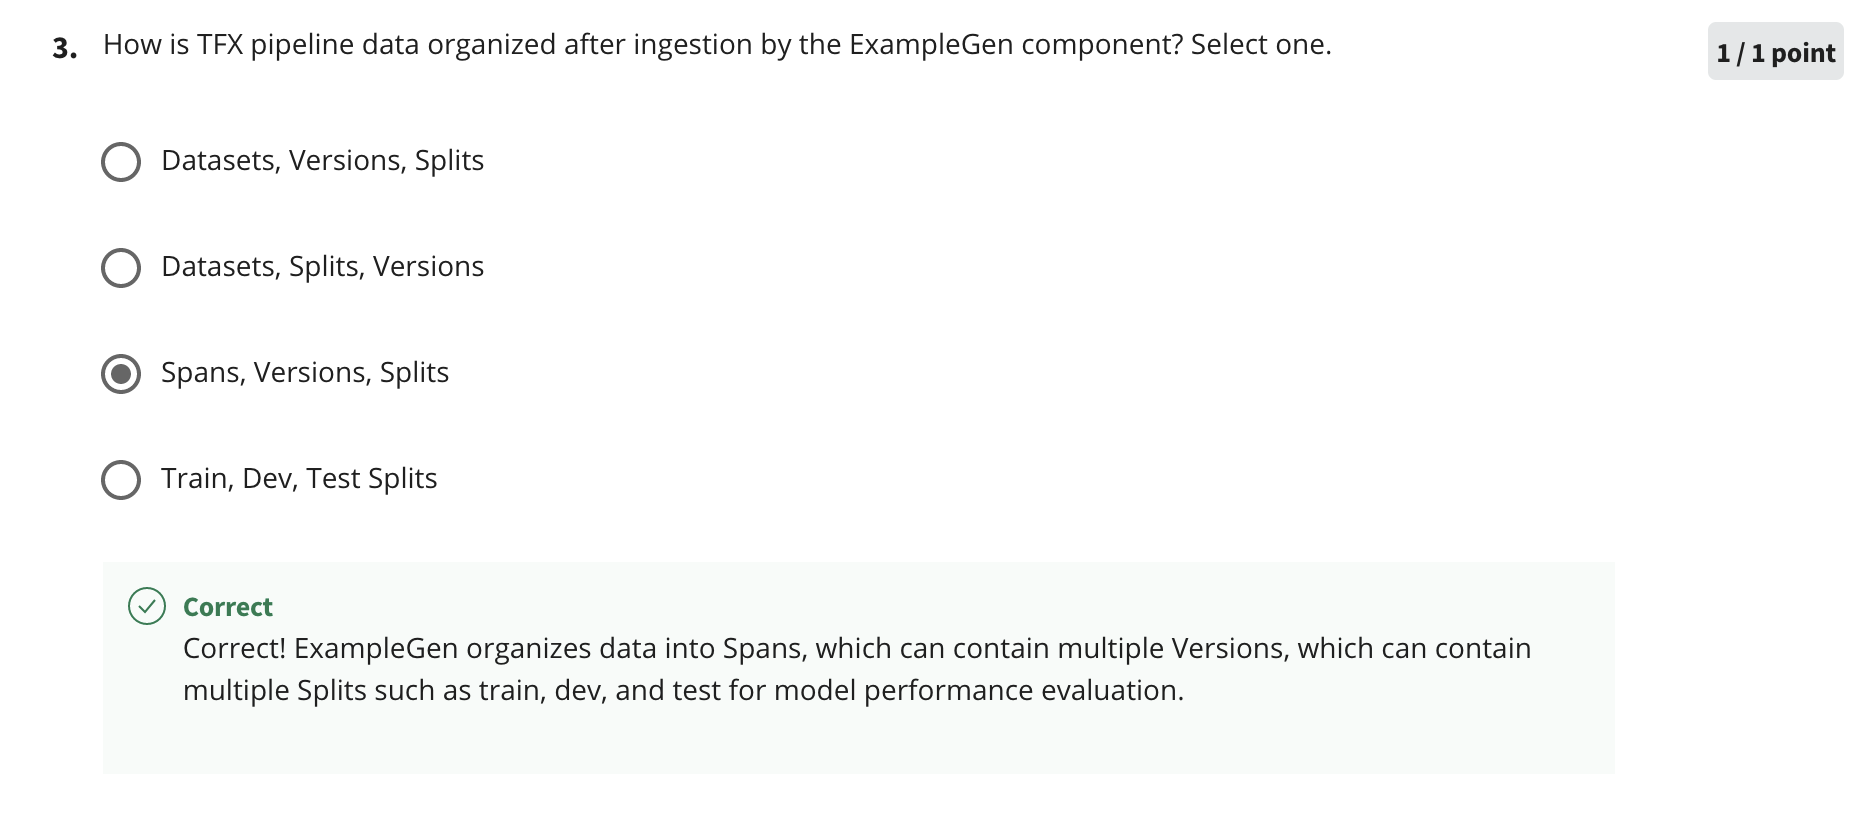 3. How is TFX pipeline data organized after ingestion by the ExampleGen component? Select one.
1 / 1 point
Datasets, Versions, Splits
Datasets, Splits, Versions
Spans, Versions, Splits
Train, Dev, Test Splits
Correct
Correct! ExampleGen organizes data into Spans, which can contain multiple Versions, which can contain
multiple Splits such as train, dev, and test for model performance evaluation.